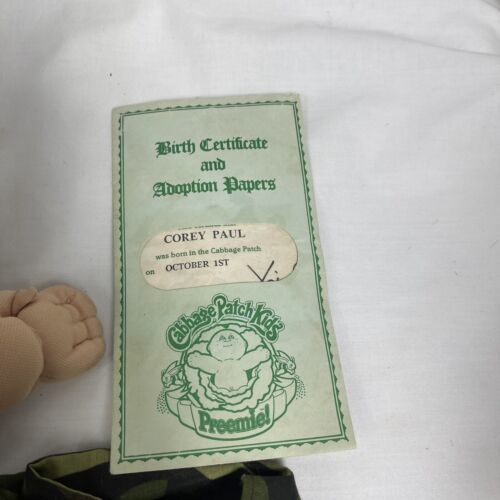 Birth Certificate
and
Adoption Papers
COREY PAUL
was born in the Cabbage Patch
on OCTOBER 1ST
Cabbage Patch Kids
Preemie!